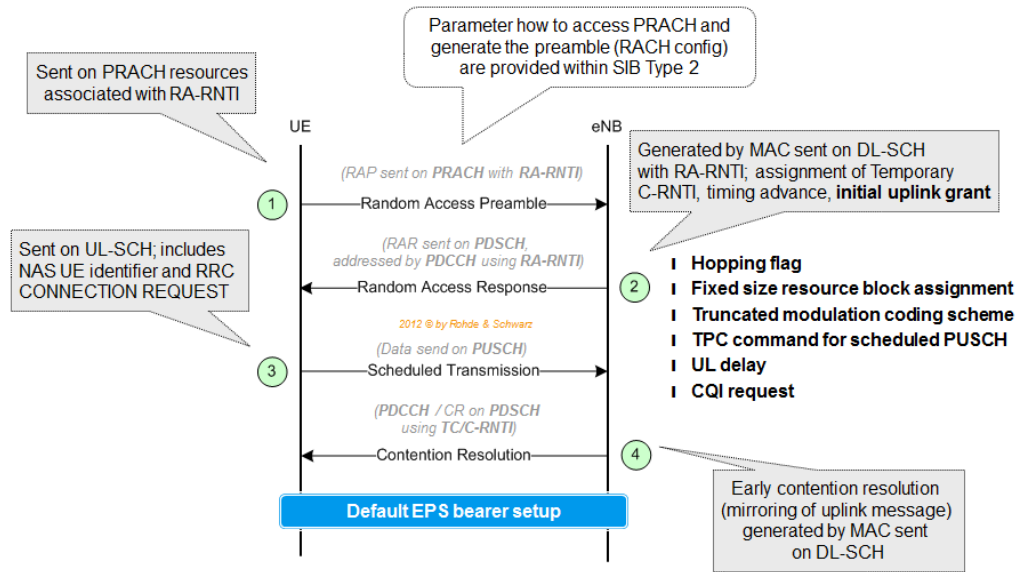 Parameter how to access PRACH and
generate the preamble (RACH config)
are provided within SIB Type 2
Sent on PRACH resources
associated with RA-RNTI
UE
eNB
Generated by MAC sent on DL-SCH
with RA-RNTI; assignment of Temporary
C-RNTI, timing advance, initial uplink grant
(RAP sent on PRACH with RA-RNTI)
1
Random Access Preamble
Sent on UL-SCH; includes
NAS UE identifier and RRC
CONNECTION REQUEST
(RAR sent on PDSCH,
addressed by PDCCH using RA-RNTI)
Random Access Response
2
Hopping flag
Fixed size resource block assignment
Truncated modulation coding scheme
TPC command for scheduled PUSCH
UL delay
CQI request
2012 © by Rohde & Schwarz
(Data send on PUSCH)
3
Scheduled Transmission
(PDCCH / CR on PDSCH
using TC/C-RNTI)
Contention Resolution
4
Early contention resolution
(mirroring of uplink message)
generated by MAC sent
on DL-SCH
Default EPS bearer setup